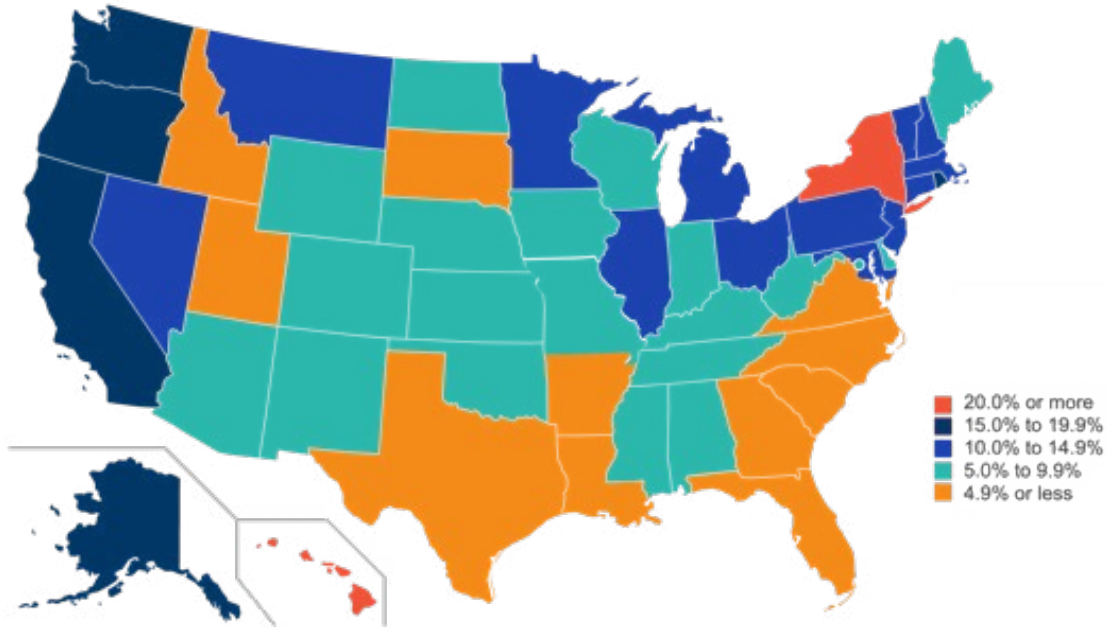 20.0% or more
15.0% to 19.9%
10.0% to 14.9%
5.0% to 9.9%
4.9% or less